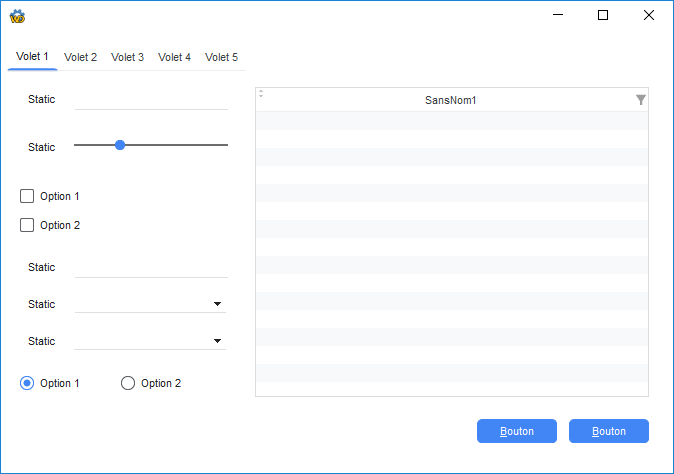 Volet 1 Volet 2 Volet 3 Volet 4 Volet 5
Static
SansNom1
Static
Option 1
Option 2
Static
Static
Static
Option 1 Option 2
Bouton Bouton